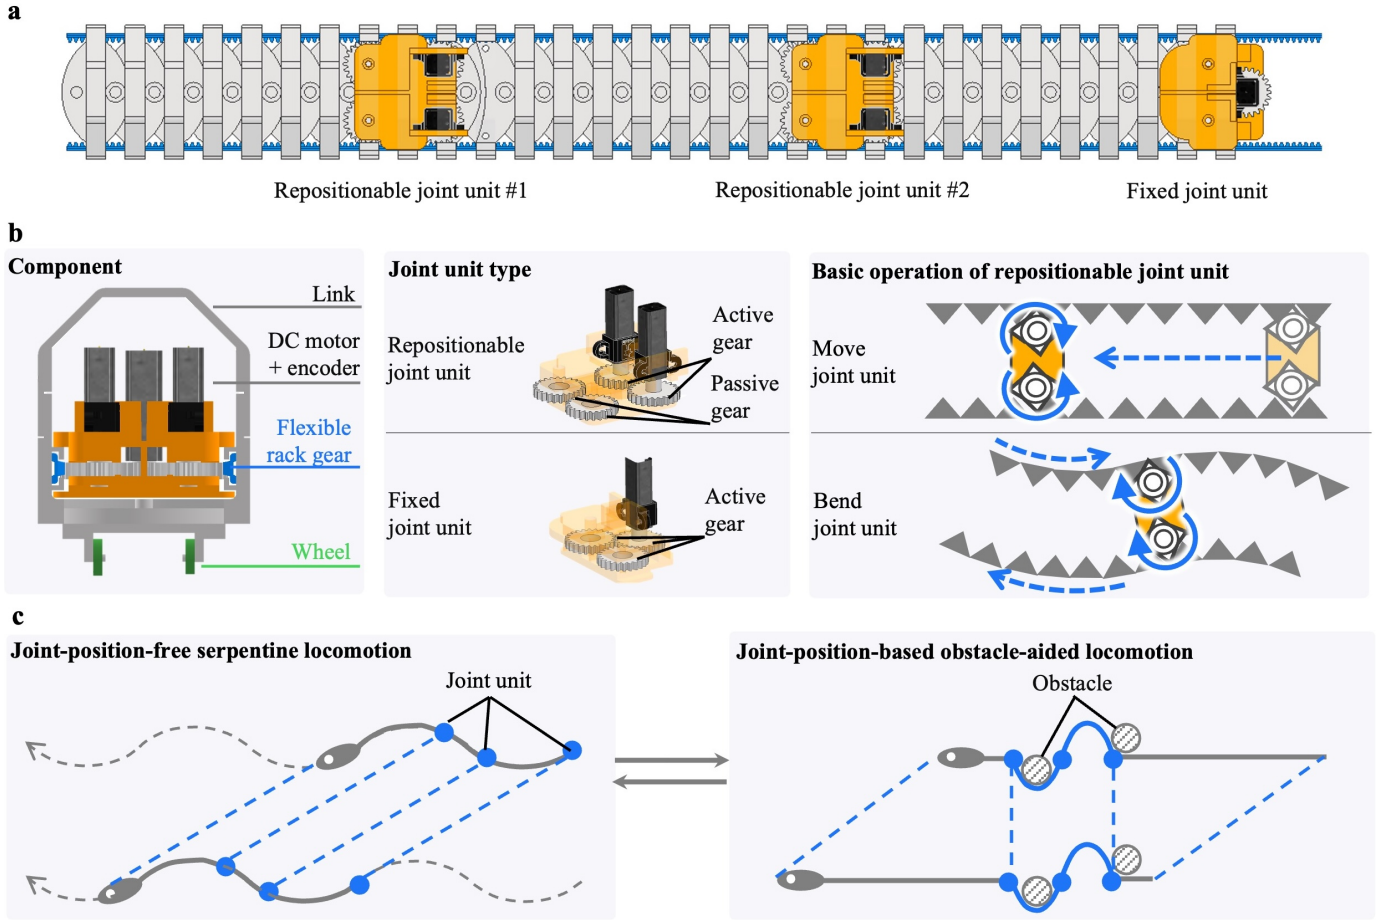 a
Repositionable joint unit #1
Repositionable joint unit #2
Fixed joint unit
b
Component
Link
DC motor
+ encoder
Flexible
rack gear
Wheel
Joint unit type
Repositionable
joint unit
Active
gear
Passive
gear
Fixed
joint unit
Active
gear
Basic operation of repositionable joint unit
Move
joint unit
Bend
joint unit
c
Joint-position-free serpentine locomotion
Joint unit
Joint-position-based obstacle-aided locomotion
Obstacle